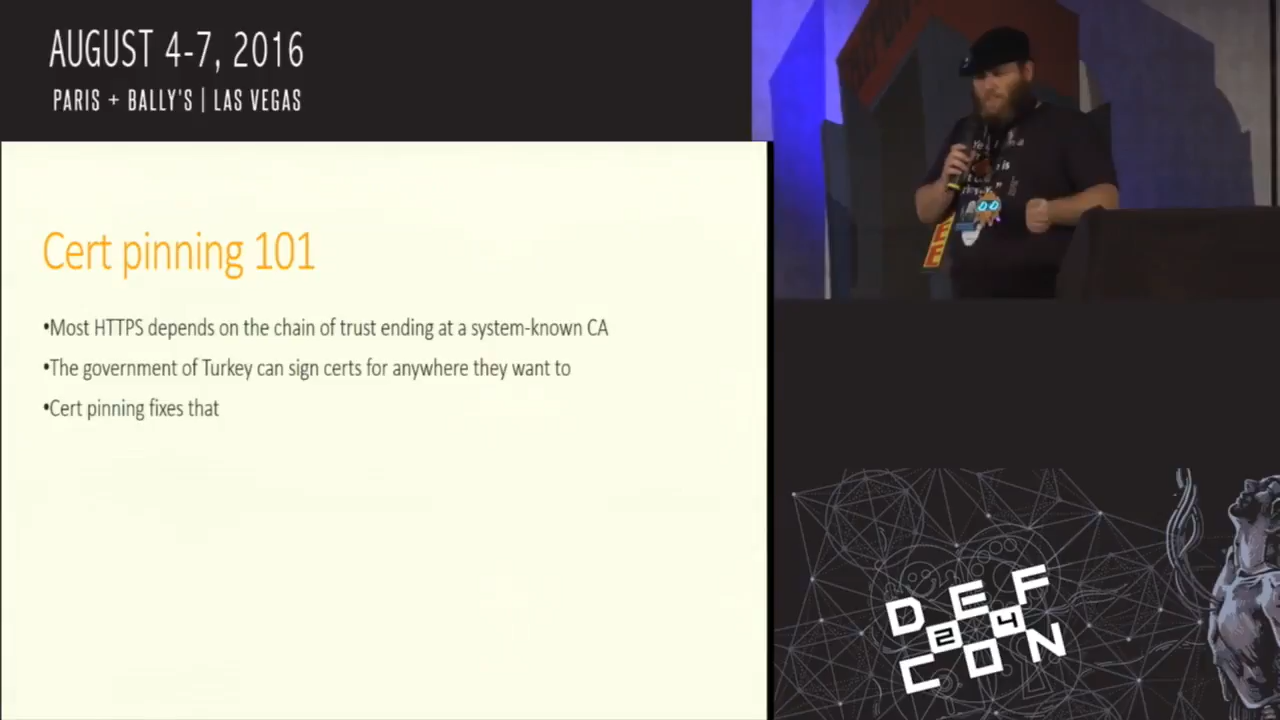 AUGUST 4-7, 2016
PARIS + BALLY'S | LAS VEGAS
Cert pinning 101
•Most HTTPS depends on the chain of trust ending at a system-known CA
•The government of Turkey can sign certs for anywhere they want to
•Cert pinning fixes that
DEF
24
CON